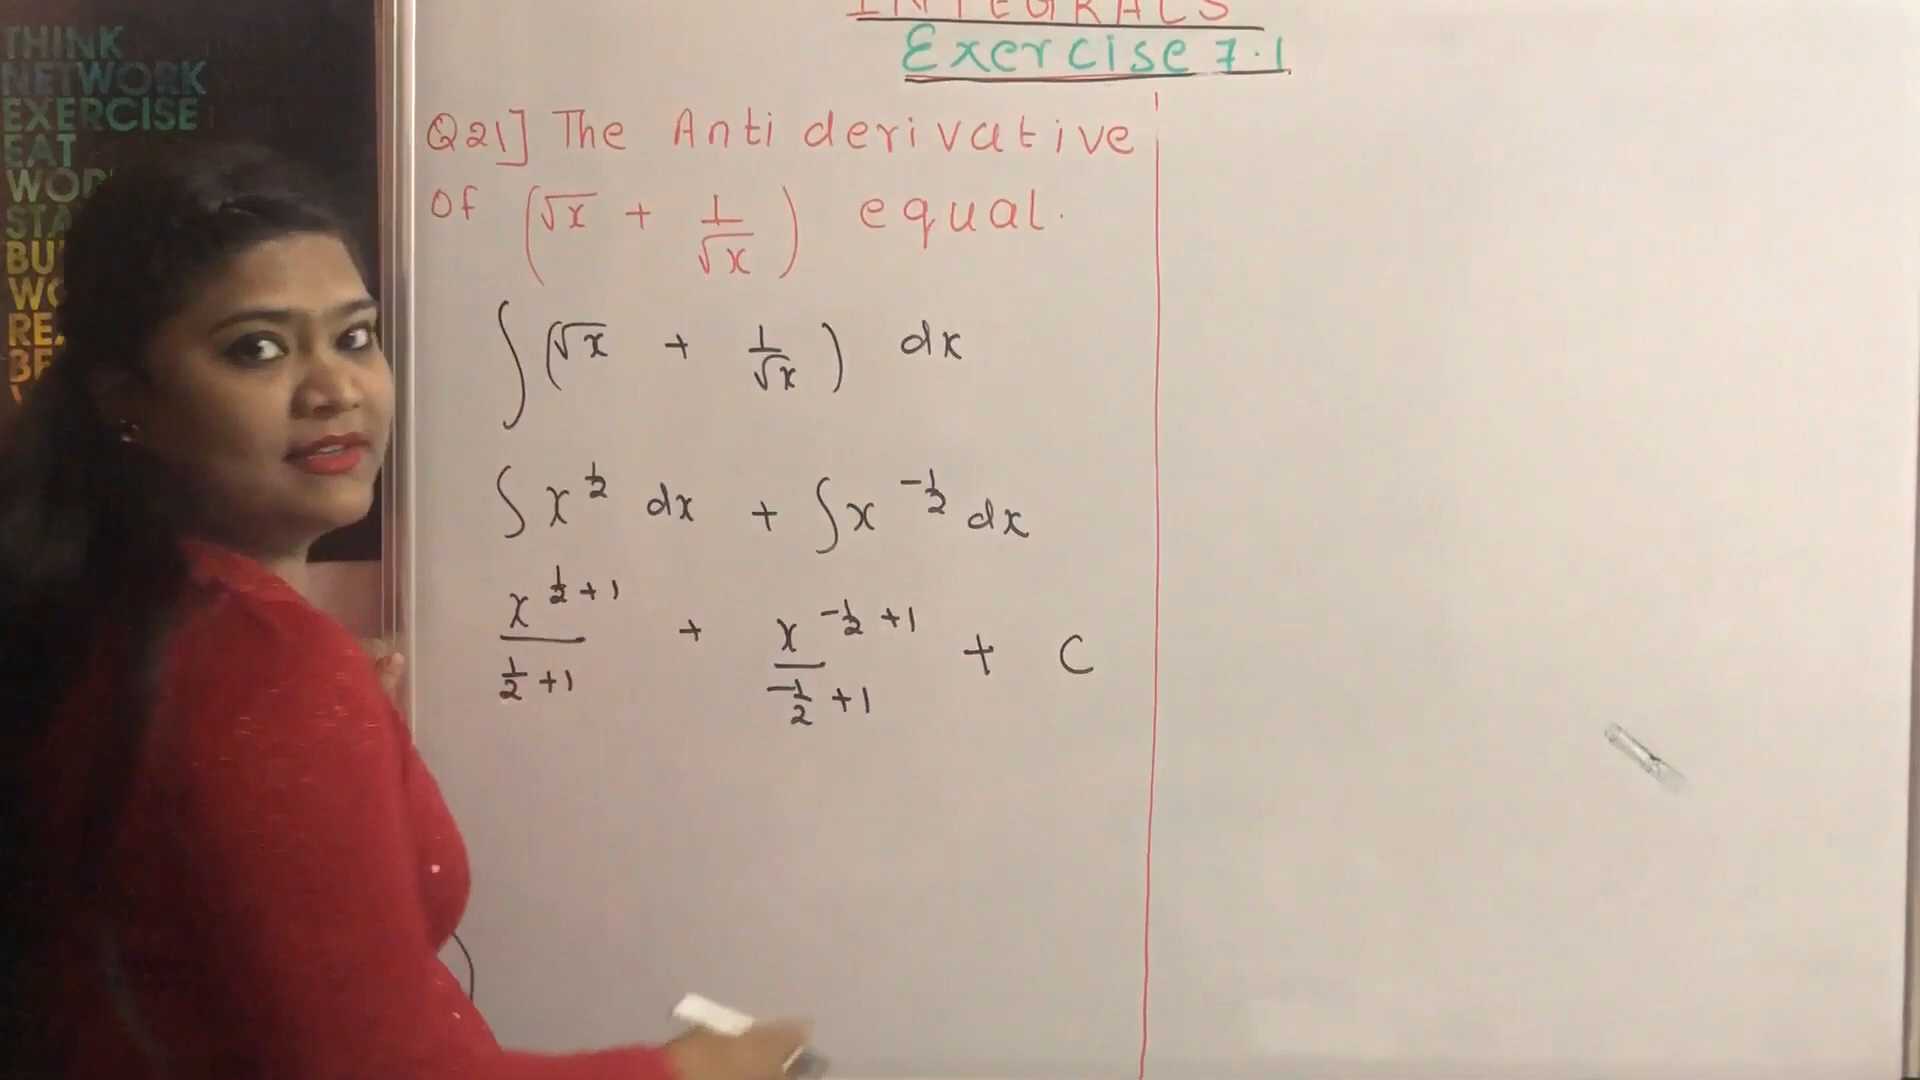 THINK
NETWORK
EXERCISE
EAT
INTEGRALS
Exercise 7.1
Q21] The Anti derivative
of (√x + 1/√x) equal.
∫(√x + 1/√x) dx
∫x^½ dx + ∫x^-½ dx
x^(½+1)/(½+1) + x^(-½+1)/(-½+1) + C